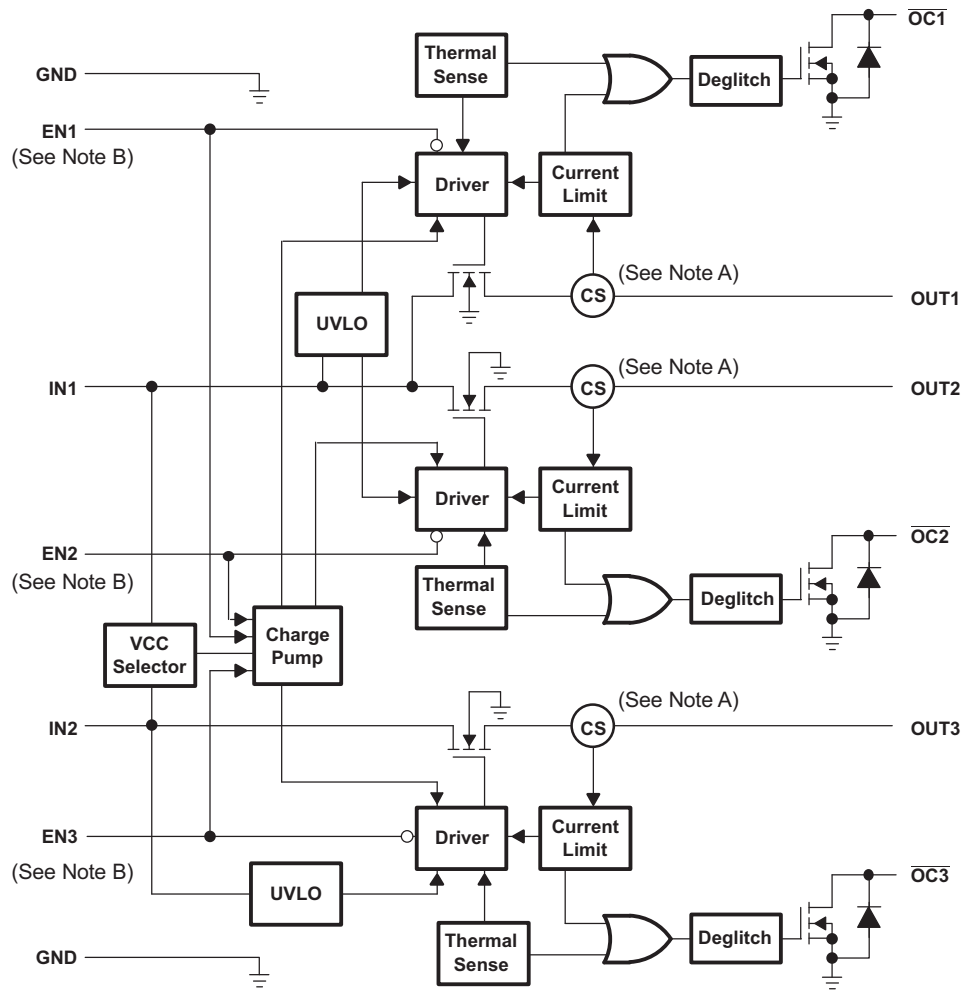 OC1
Thermal
Sense
GND
Deglitch
EN1
(See Note B)
Driver
Current
Limit
(See Note A)
CS
OUT1
UVLO
(See Note A)
IN1
CS
OUT2
Driver
Current
Limit
EN2
(See Note B)
OC2
Thermal
Sense
Deglitch
VCC
Selector
Charge
Pump
(See Note A)
IN2
CS
OUT3
EN3
(See Note B)
Driver
Current
Limit
UVLO
OC3
Thermal
Sense
Deglitch
GND